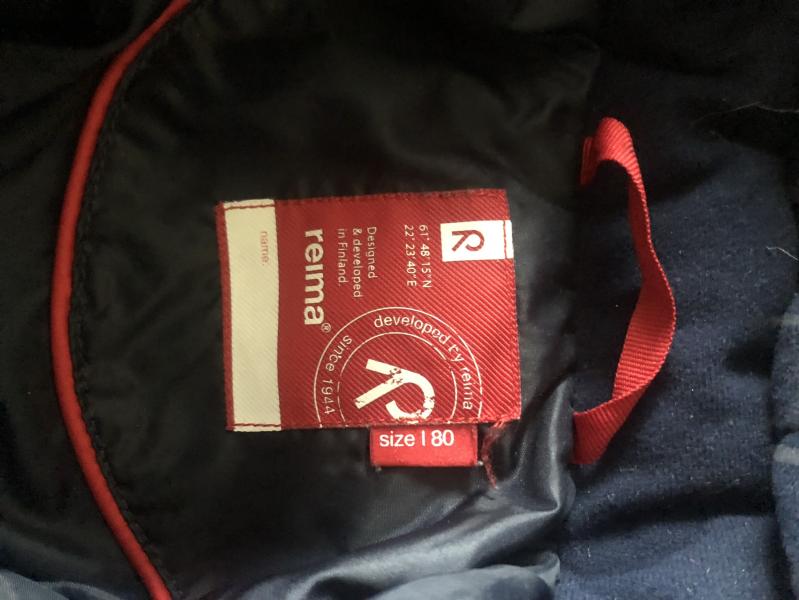 61° 48' 15" N
22° 23' 40" E
Designed
& developed
in Finland.
reima®
name:
developed by reima
since 1944
size | 80